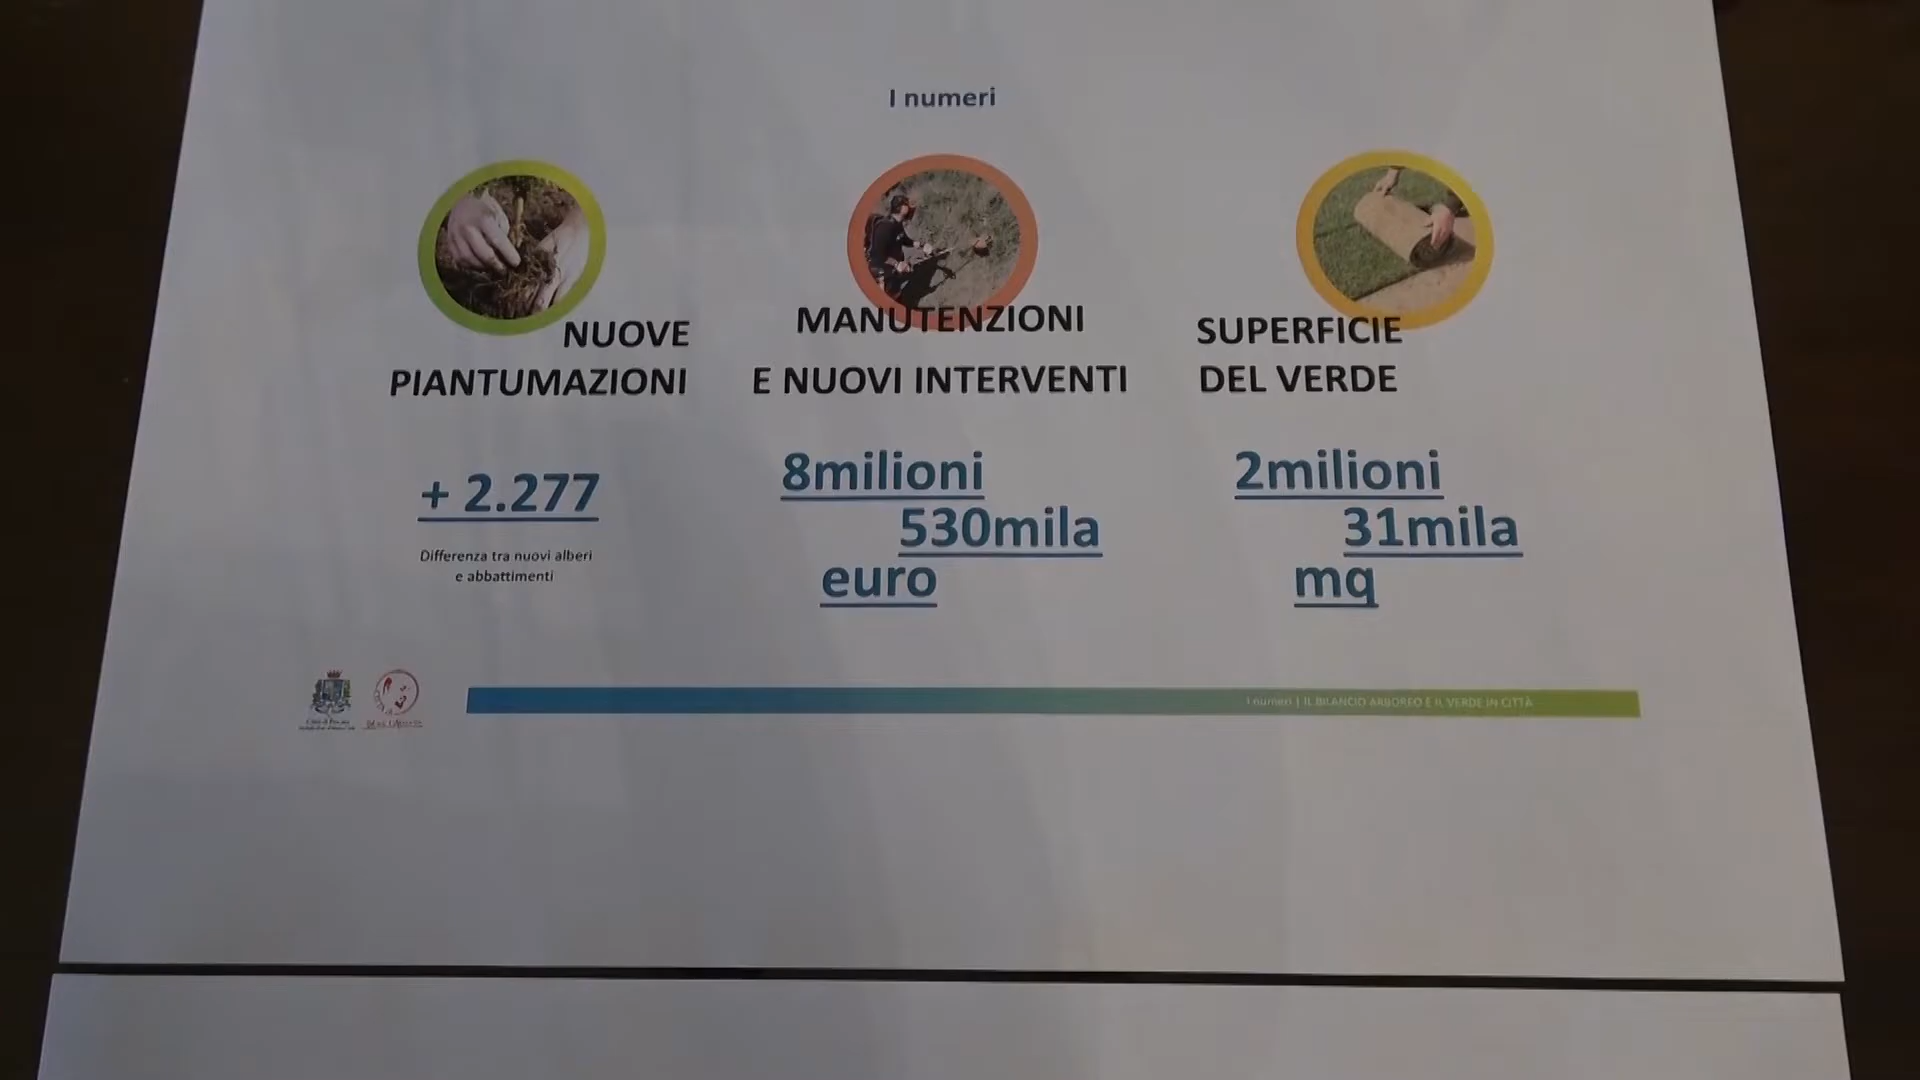 I numeri
NUOVE
PIANTUMAZIONI
+ 2.277
Differenza tra nuovi alberi
e abbattimenti
MANUTENZIONI
E NUOVI INTERVENTI
8milioni
530mila
euro
SUPERFICIE
DEL VERDE
2milioni
31mila
mq
I numeri | IL BILANCIO ARBOREO E IL VERDE IN CITTÀ